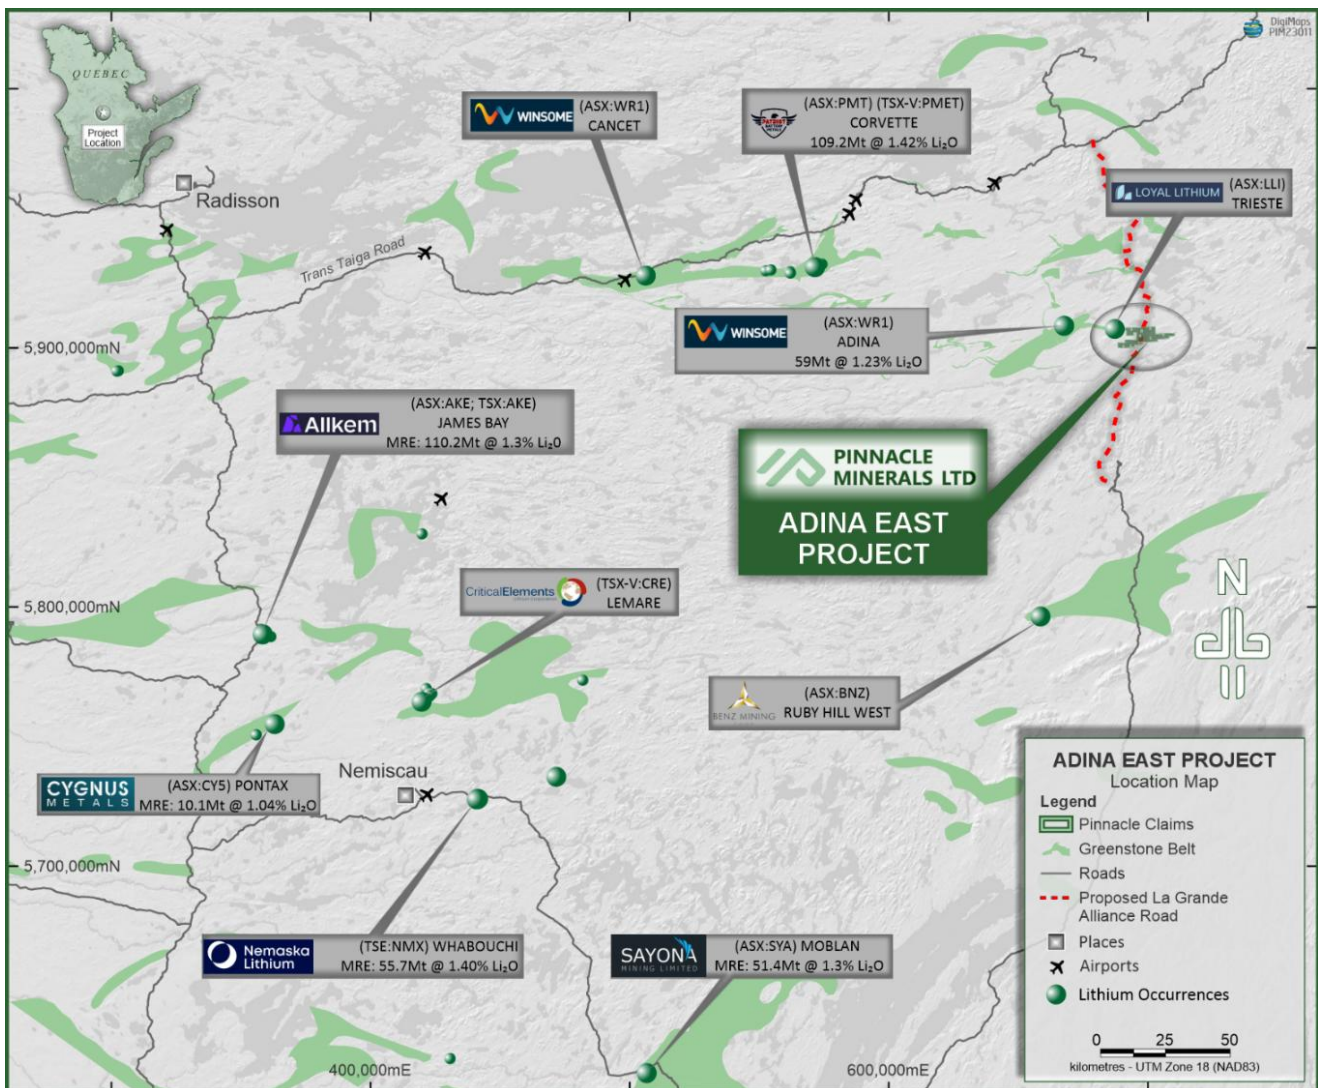 DigiMaps
PIM23011
QUEBEC
Project
Location
WINSOME
(ASX:WR1)
CANCET
PATRIOT
(ASX:PMT) (TSX-V:PMET)
CORVETTE
109.2Mt @ 1.42% Li₂O
Radisson
LOYAL LITHIUM
(ASX:LLI)
TRIESTE
Trans Taiga Road
WINSOME
(ASX:WR1)
ADINA
59Mt @ 1.23% Li₂O
5,900,000mN
Allkem
(ASX:AKE; TSX:AKE)
JAMES BAY
MRE: 110.2Mt @ 1.3% Li₂0
PINNACLE
MINERALS LTD
ADINA EAST
PROJECT
CriticalElements
(TSX-V:CRE)
LEMARE
N
5,800,000mN
BENZ MINING
(ASX:BNZ)
RUBY HILL WEST
CYGNUS
METALS
(ASX:CY5) PONTAX
MRE: 10.1Mt @ 1.04% Li₂O
Nemiscau
5,700,000mN
Nemaska
Lithium
(TSE:NMX) WHABOUCHI
MRE: 55.7Mt @ 1.40% Li₂O
SAYONA
MINING LIMITED
(ASX:SYA) MOBLAN
MRE: 51.4Mt @ 1.3% Li₂O
400,000mE
600,000mE
ADINA EAST PROJECT
Location Map
Legend
Pinnacle Claims
Greenstone Belt
Roads
Proposed La Grande
Alliance Road
Places
Airports
Lithium Occurrences
0 25 50
kilometres - UTM Zone 18 (NAD83)